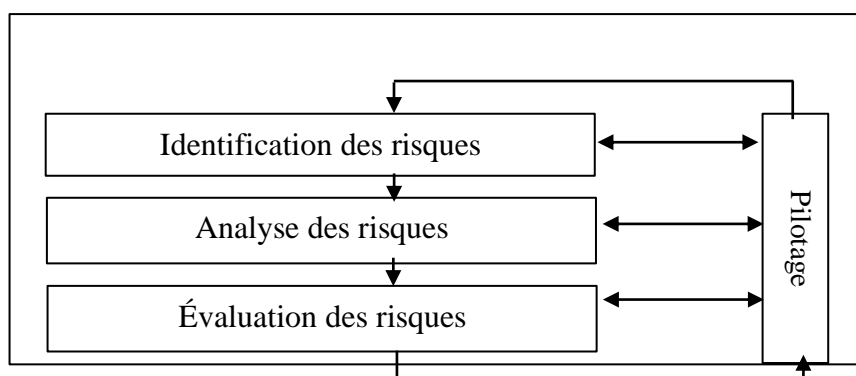 Identification des risques
Analyse des risques
Évaluation des risques
Pilotage